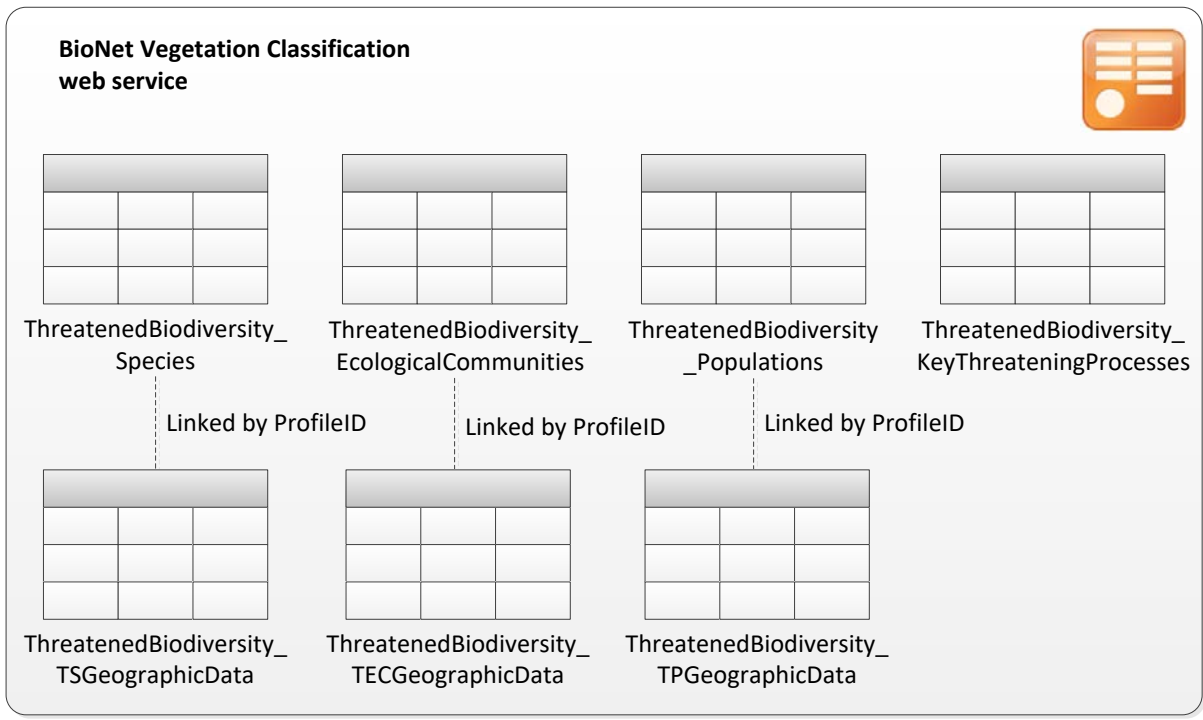 BioNet Vegetation Classification
web service
ThreatenedBiodiversity_
Species
ThreatenedBiodiversity_
EcologicalCommunities
ThreatenedBiodiversity
_Populations
ThreatenedBiodiversity_
KeyThreateningProcesses
Linked by ProfileID
Linked by ProfileID
Linked by ProfileID
ThreatenedBiodiversity_
TSGeographicData
ThreatenedBiodiversity_
TECGeographicData
ThreatenedBiodiversity_
TPGeographicData